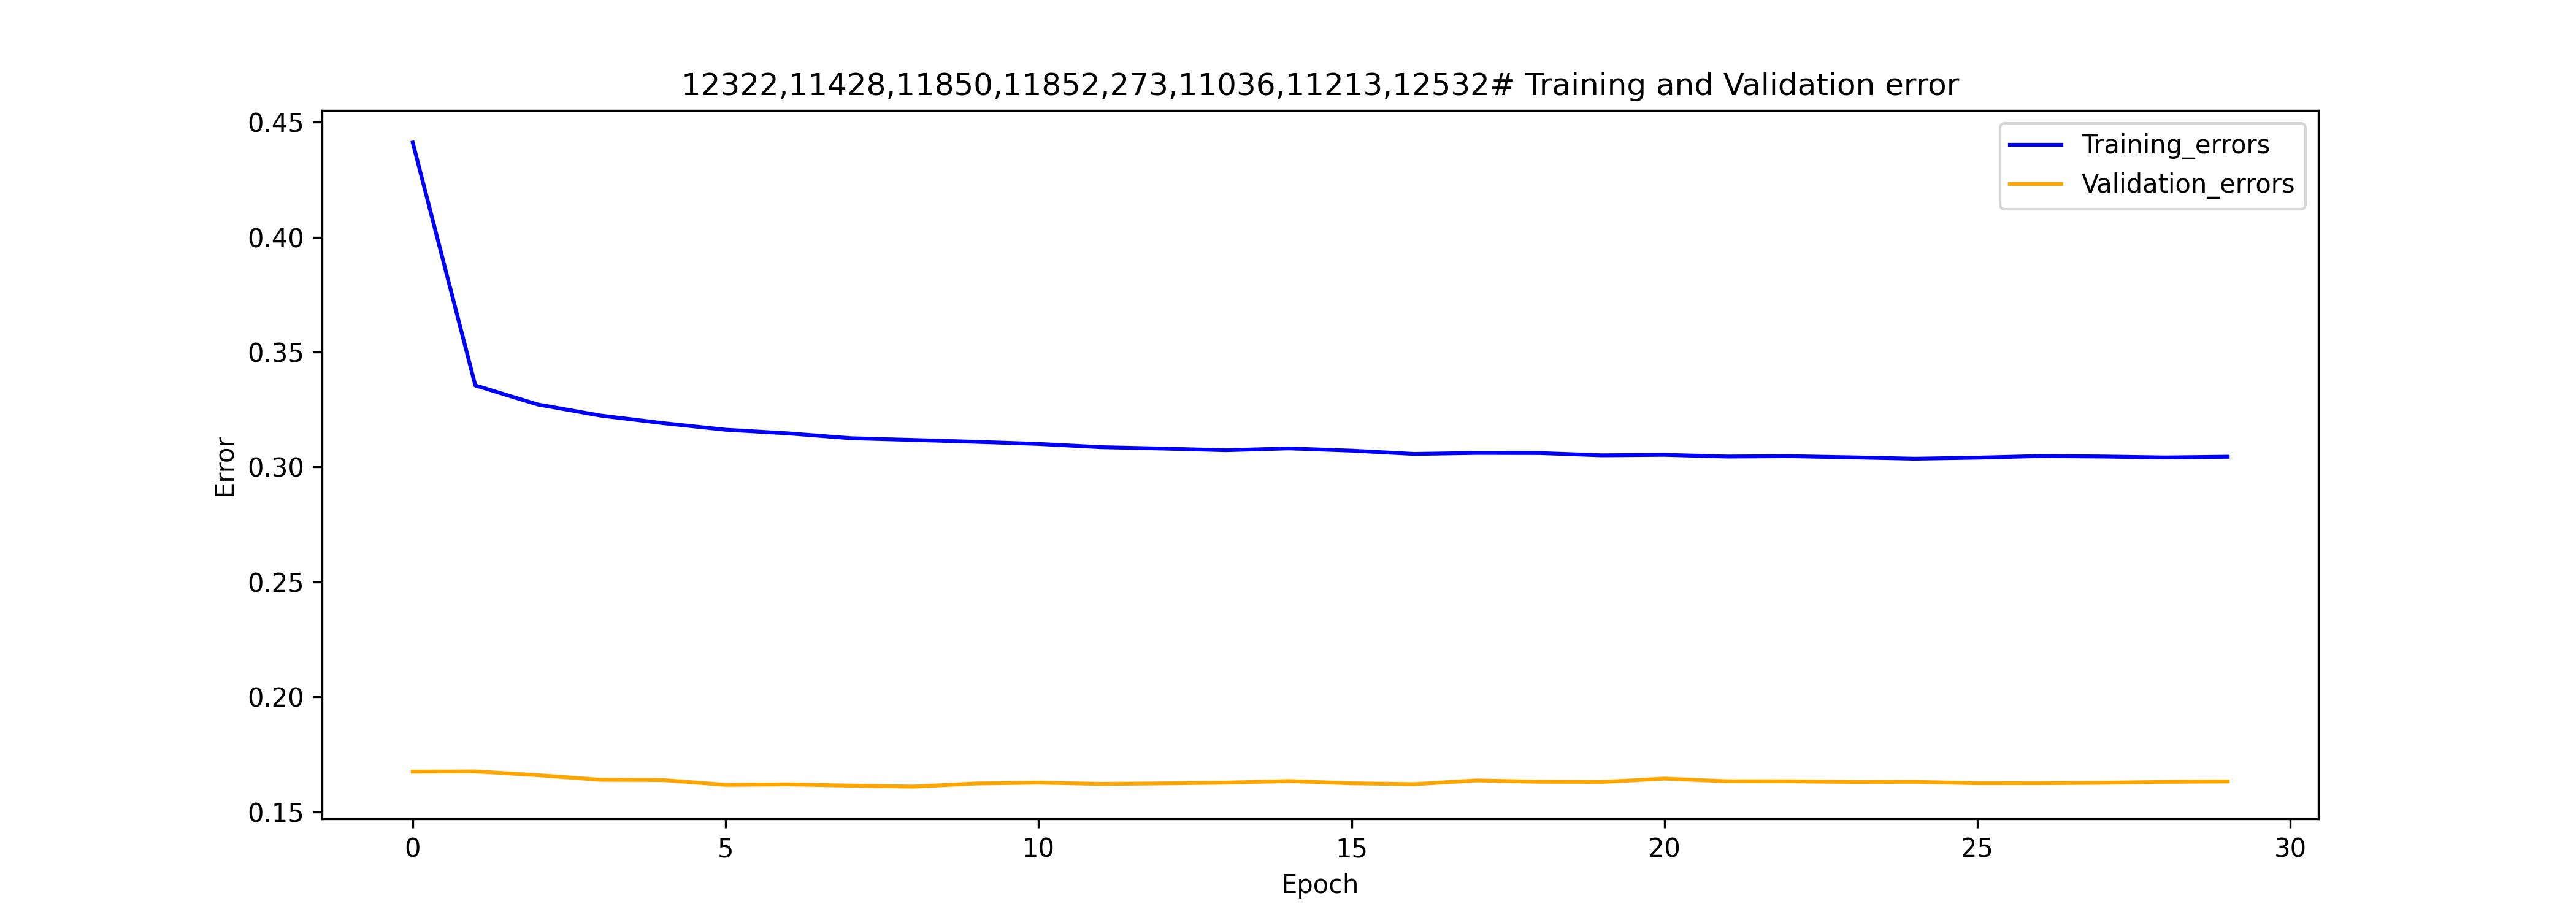 12322,11428,11850,11852,273,11036,11213,12532# Training and Validation error
Training_errors
Validation_errors
0.45
0.40
0.35
0.30
0.25
0.20
0.15
Error
0 5 10 15 20 25 30
Epoch